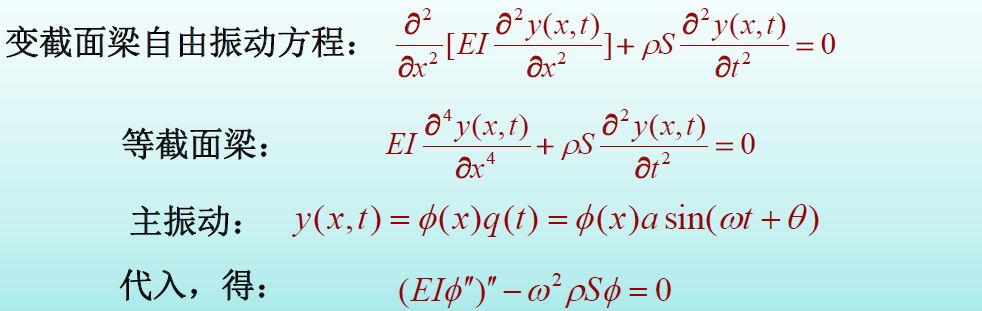 变截面梁自由振动方程： ∂²/∂x² [EI ∂²y(x,t)/∂x²] + ρS ∂²y(x,t)/∂t² = 0
等截面梁： EI ∂⁴y(x,t)/∂x⁴ + ρS ∂²y(x,t)/∂t² = 0
主振动： y(x,t) = ϕ(x)q(t) = ϕ(x)a sin(ωt + θ)
代入，得： (EIϕ″)″ − ω²ρSϕ = 0